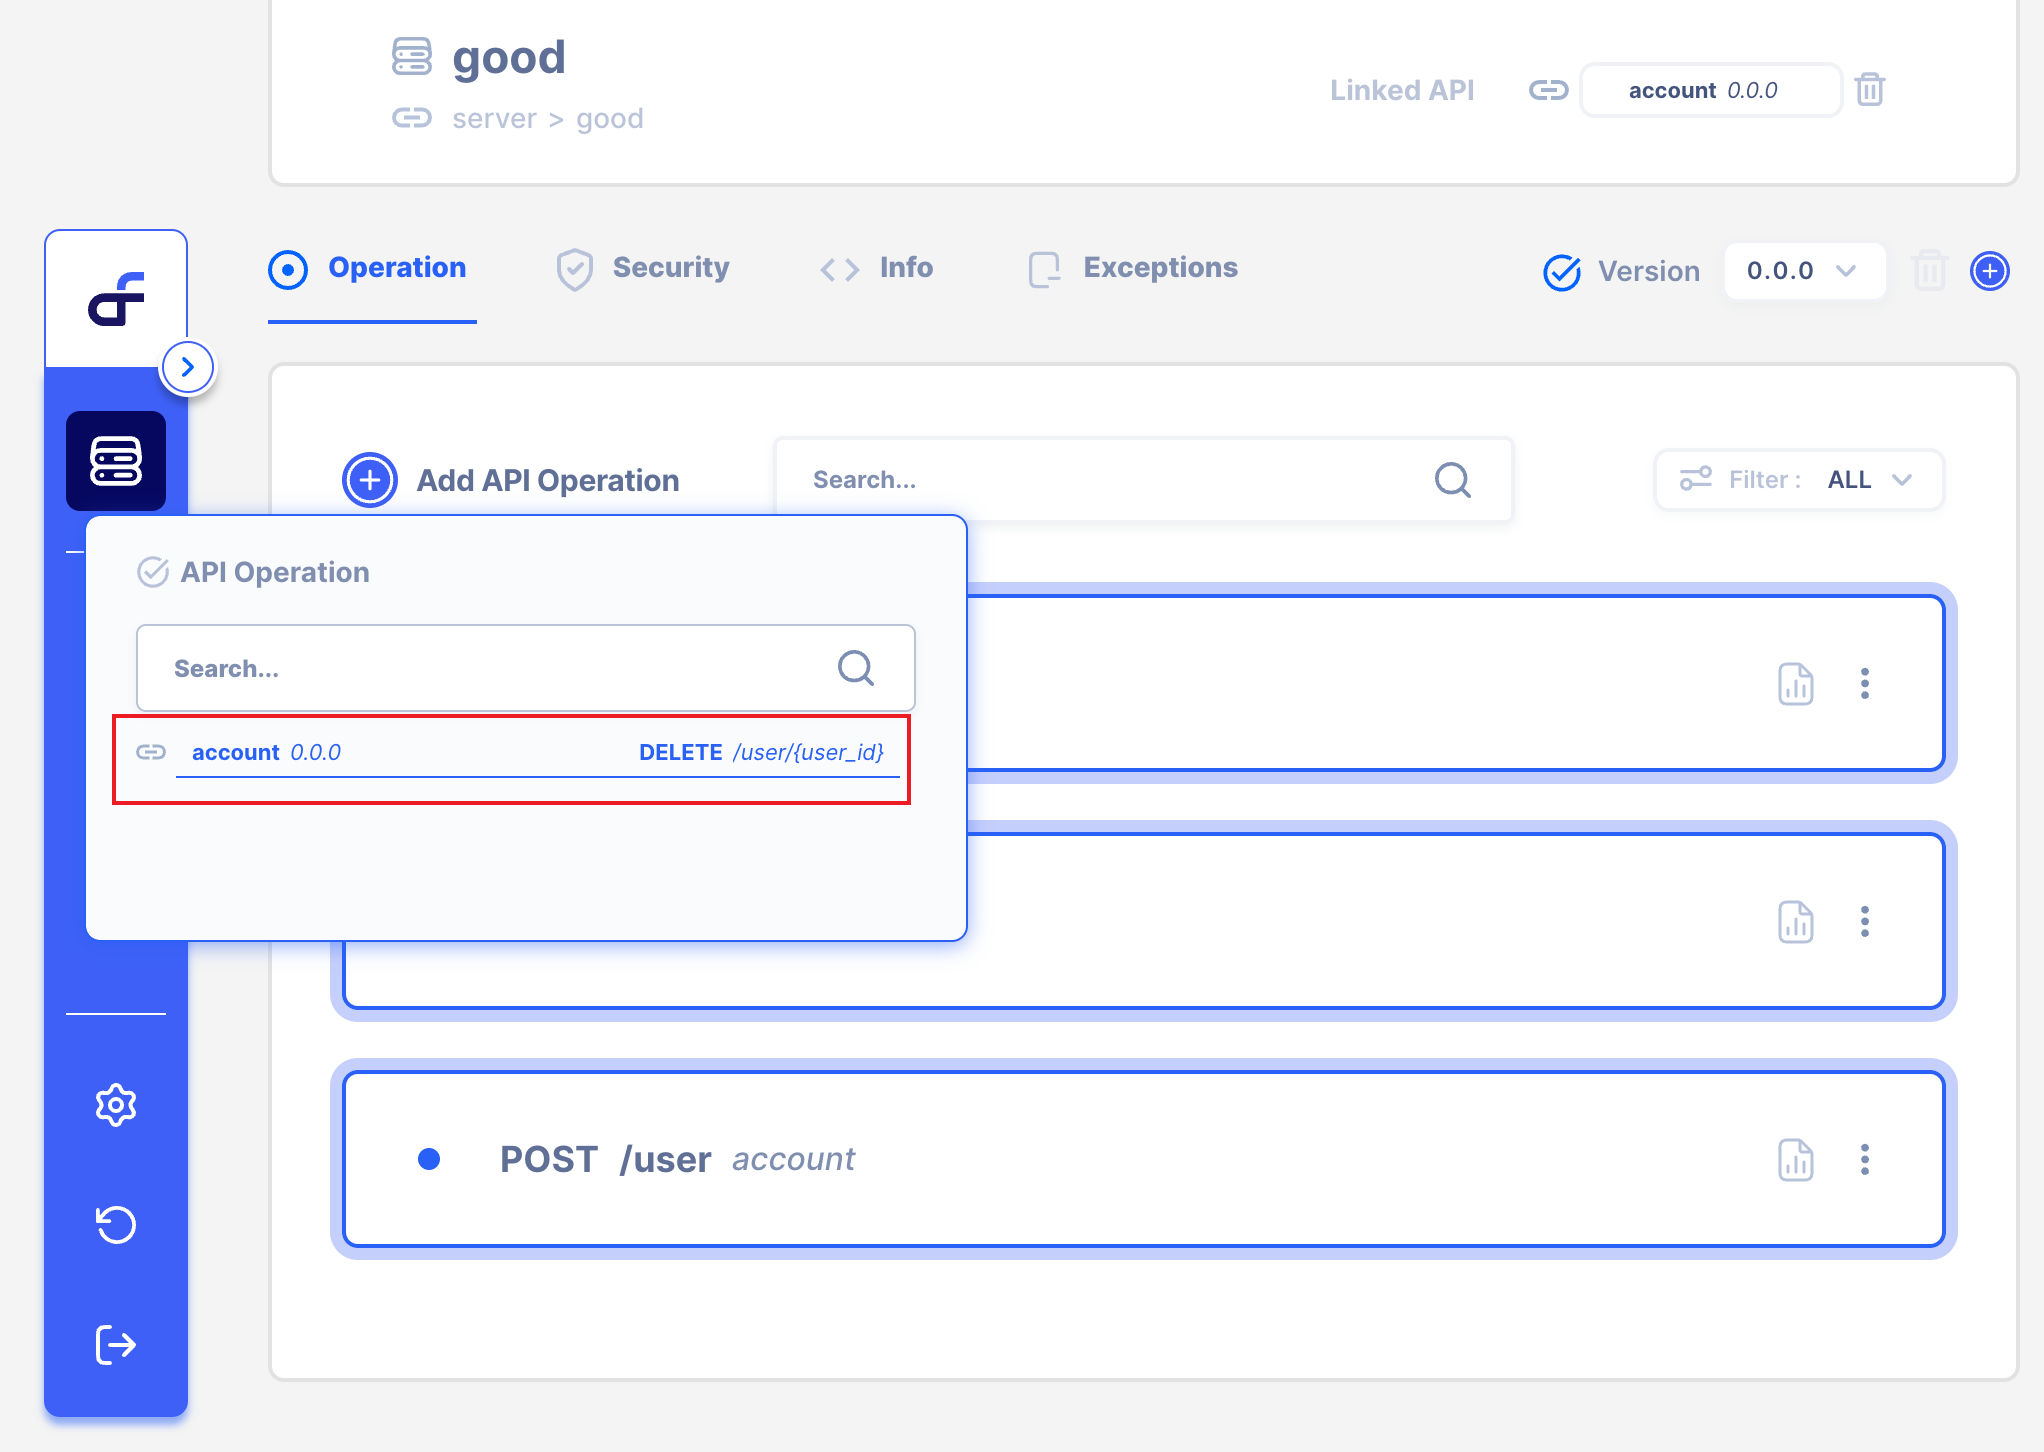 good
server > good
Linked API
account 0.0.0
Operation
Security
Info
Exceptions
Version
0.0.0
Add API Operation
Search...
Filter :
ALL
API Operation
Search...
account 0.0.0
DELETE /user/{user_id}
POST /user account